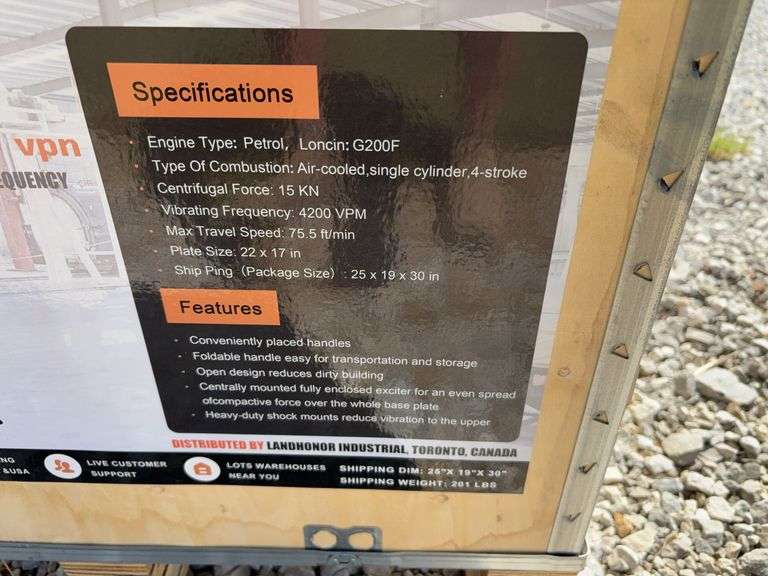 Specifications
vpn
EQUENCY
Engine Type: Petrol, Loncin: G200F
Type Of Combustion: Air-cooled,single cylinder,4-stroke
Centrifugal Force: 15 KN
Vibrating Frequency: 4200 VPM
Max Travel Speed: 75.5 ft/min
Plate Size: 22 x 17 in
Ship Ping (Package Size) : 25 x 19 x 30 in
Features
Conveniently placed handles
Foldable handle easy for transportation and storage
Open design reduces dirty building
Centrally mounted fully enclosed exciter for an even spread
ofcompactive force over the whole base plate
Heavy-duty shock mounts reduce vibration to the upper
DISTRIBUTED BY LANDHONOR INDUSTRIAL, TORONTO, CANADA
NG
&USA
LIVE CUSTOMER
SUPPORT
LOTS WAREHOUSES
NEAR YOU
SHIPPING DIM: 25"X 19"X 30"
SHIPPING WEIGHT: 201 LBS